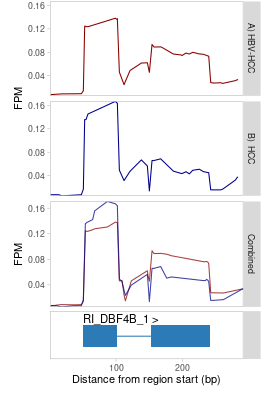 0.16
0.12
0.08
0.04
A) HBV-HCC
FPM
0.16
0.12
0.08
0.04
B)  HCC
0.16
0.12
0.08
0.04
Combined
FPM
RI_DBF4B_1 >
100
200
Distance from region start (bp)